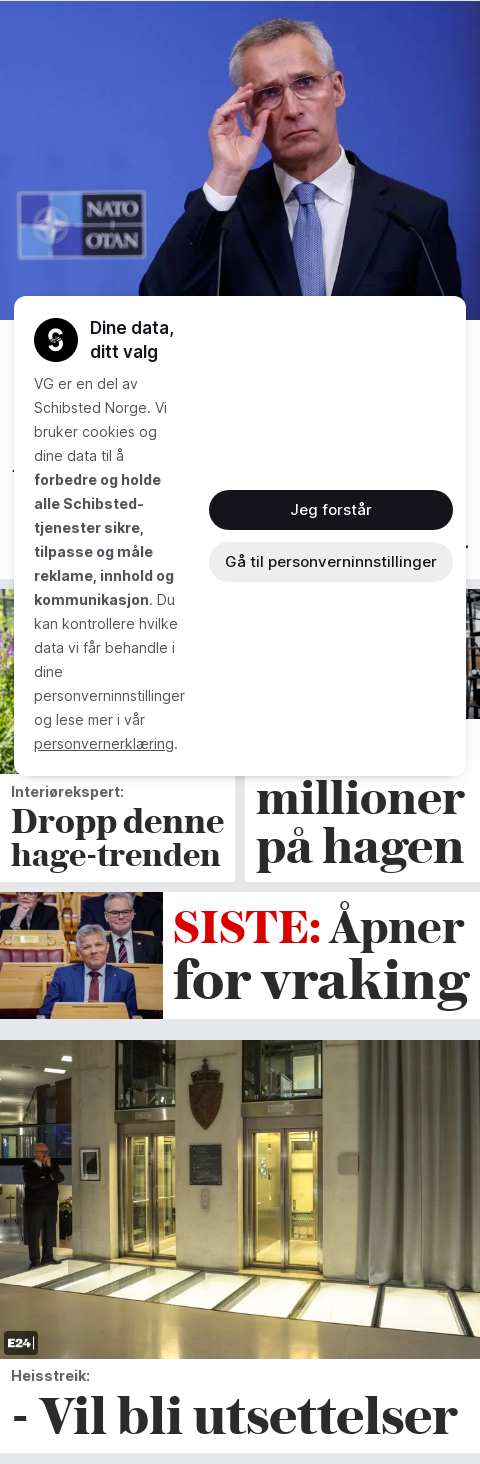 NATO
OTAN
Dine data,
ditt valg
VG er en del av
Schibsted Norge. Vi
bruker cookies og
dine data til å
forbedre og holde
alle Schibsted-
tjenester sikre,
tilpasse og måle
reklame, innhold og
kommunikasjon. Du
kan kontrollere hvilke
data vi får behandle i
dine
personverninnstillinger
og lese mer i vår
personvernerklæring.
Jeg forstår
Gå til personverninnstillinger
Interiørekspert:
Dropp denne
hage-trenden
millioner
på hagen
SISTE: Åpner
for vraking
E24
Heisstreik:
- Vil bli utsettelser